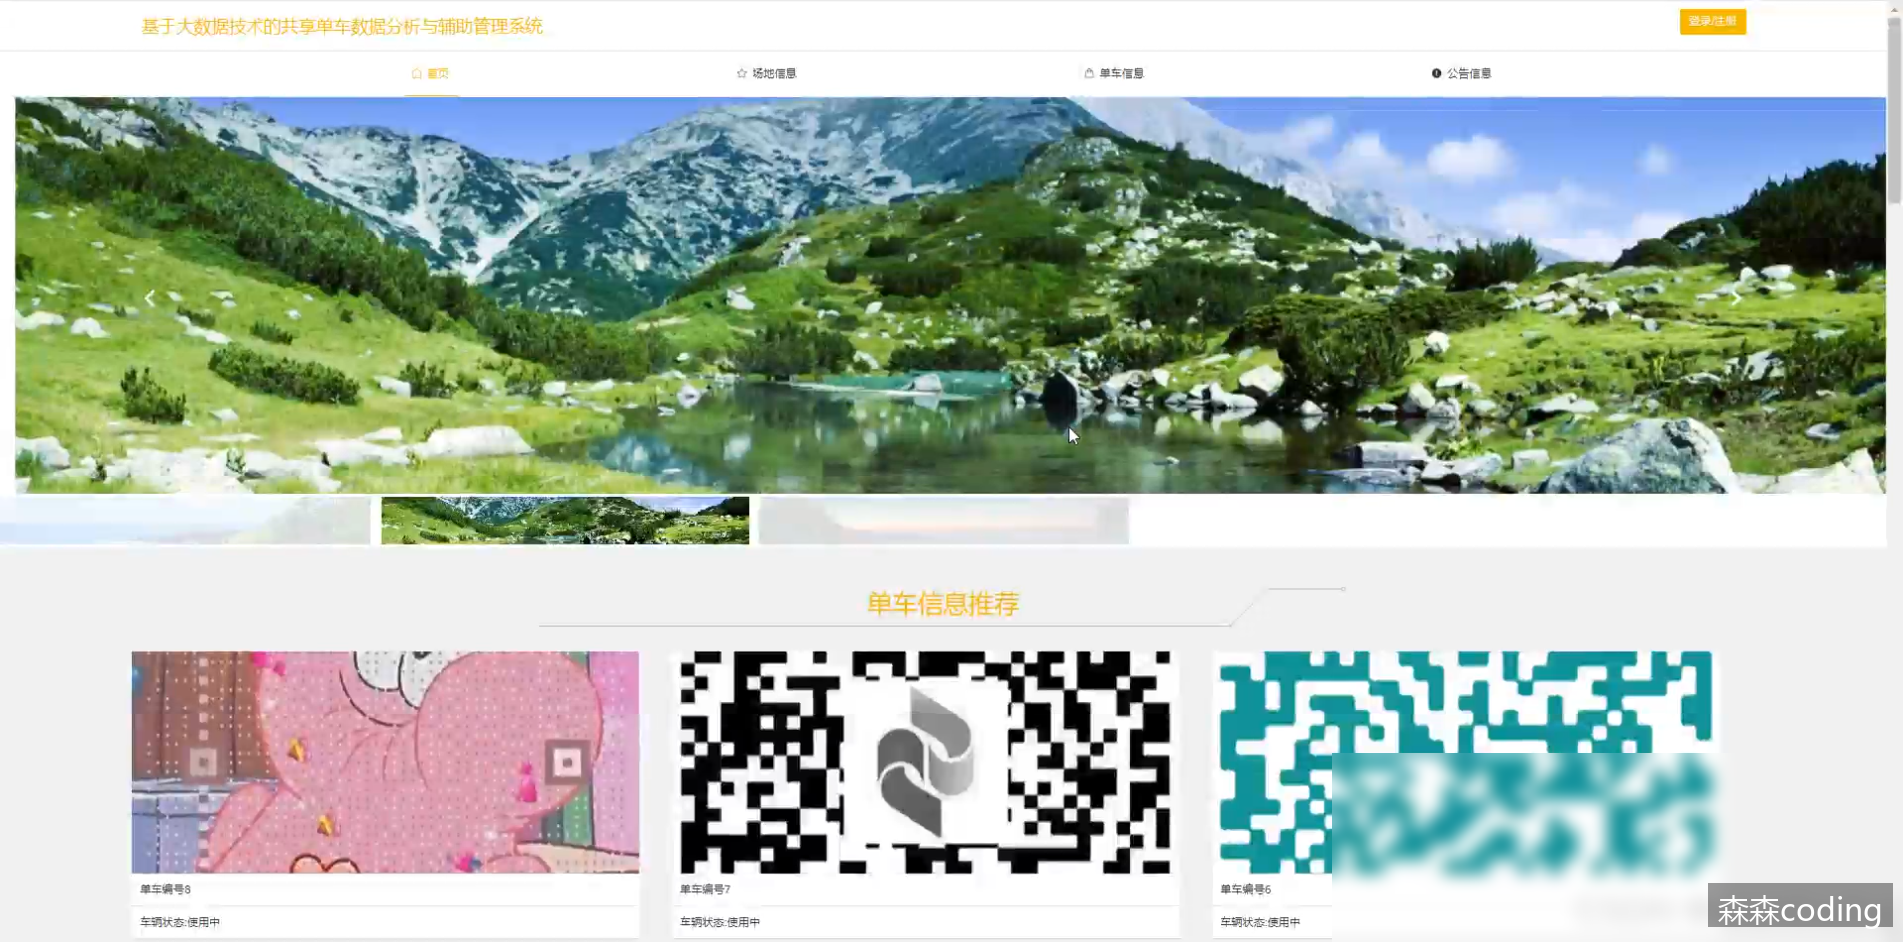 基于大数据技术的共享单车数据分析与辅助管理系统
登录/注册
首页
场地信息
单车信息
公告信息
单车信息推荐
单车编号8
单车编号7
单车编号6
车辆状态:使用中
车辆状态:使用中
车辆状态:使用中
森森coding